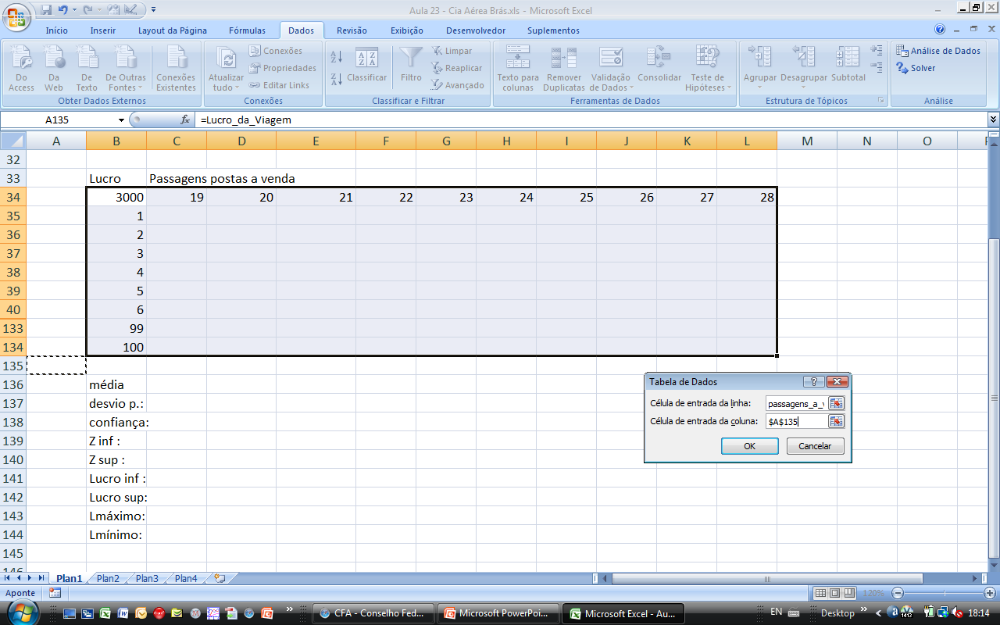 Aula 23 - Cia Aérea Brás.xls - Microsoft Excel
Início Inserir Layout da Página Fórmulas Dados Revisão Exibição Desenvolvedor Suplementos
Do Access
Da Web
De Texto
De Outras Fontes
Conexões Existentes
Obter Dados Externos
Atualizar tudo
Conexões
Propriedades
Editar Links
Conexões
Classificar
Filtro
Limpar
Reaplicar
Avançado
Classificar e Filtrar
Texto para colunas
Remover Duplicatas
Validação de Dados
Consolidar
Teste de Hipóteses
Ferramentas de Dados
Agrupar
Desagrupar
Subtotal
Estrutura de Tópicos
Análise de Dados
Solver
Análise
A135 fx =Lucro_da_Viagem
A B C D E F G H I J K L M N O
32
33 Lucro Passagens postas a venda
34 3000 19 20 21 22 23 24 25 26 27 28
35 1
36 2
37 3
38 4
39 5
40 6
133 99
134 100
135
136 média
137 desvio p.:
138 confiança:
139 Z inf :
140 Z sup :
141 Lucro inf :
142 Lucro sup:
143 Lmáximo:
144 Lmínimo:
145
146
Tabela de Dados
Célula de entrada da linha: passagens_a_v
Célula de entrada da coluna: $A$135
OK Cancelar
Plan1 Plan2 Plan3 Plan4
Aponte 120%
CFA - Conselho Fed... Microsoft PowerPoi... Microsoft Excel - Au... EN Desktop 1413 18:14